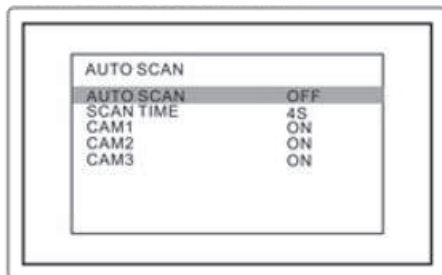 AUTO SCAN
AUTO SCAN OFF
SCAN TIME 4S
CAM1 ON
CAM2 ON
CAM3 ON